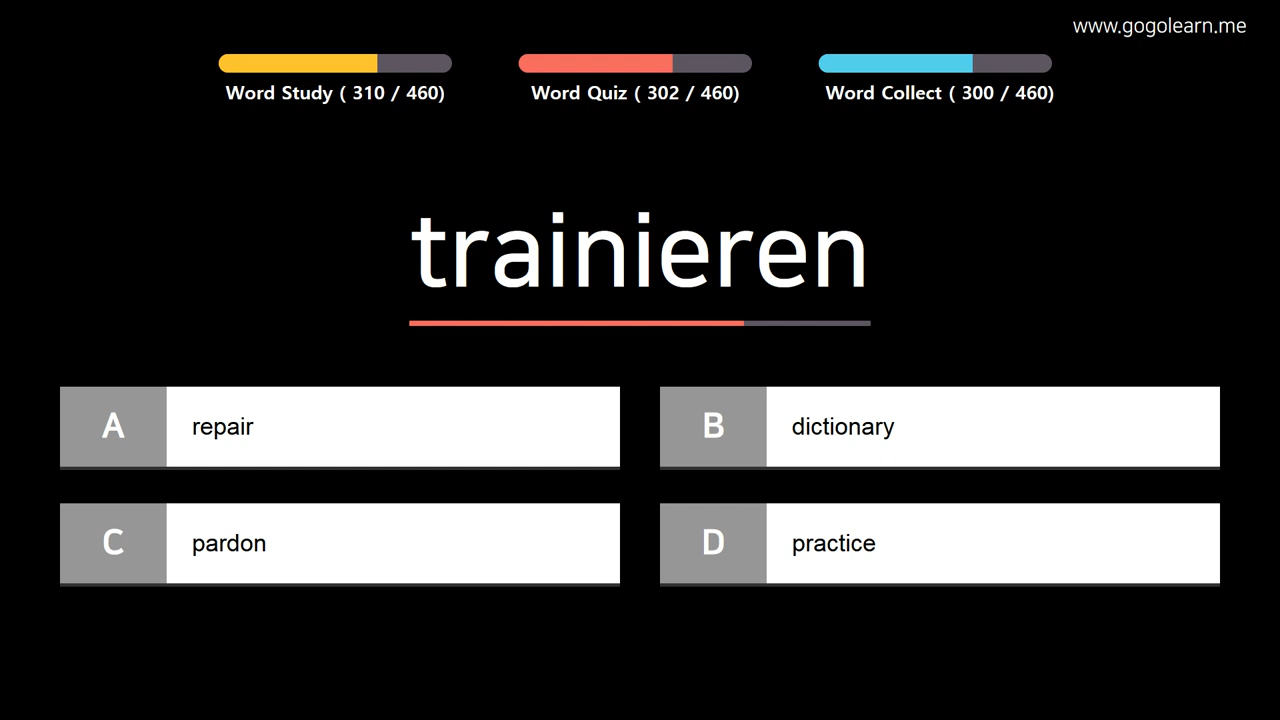 www.gogolearn.me
Word Study ( 310 / 460)
Word Quiz ( 302 / 460)
Word Collect ( 300 / 460)
trainieren
A
repair
B
dictionary
C
pardon
D
practice